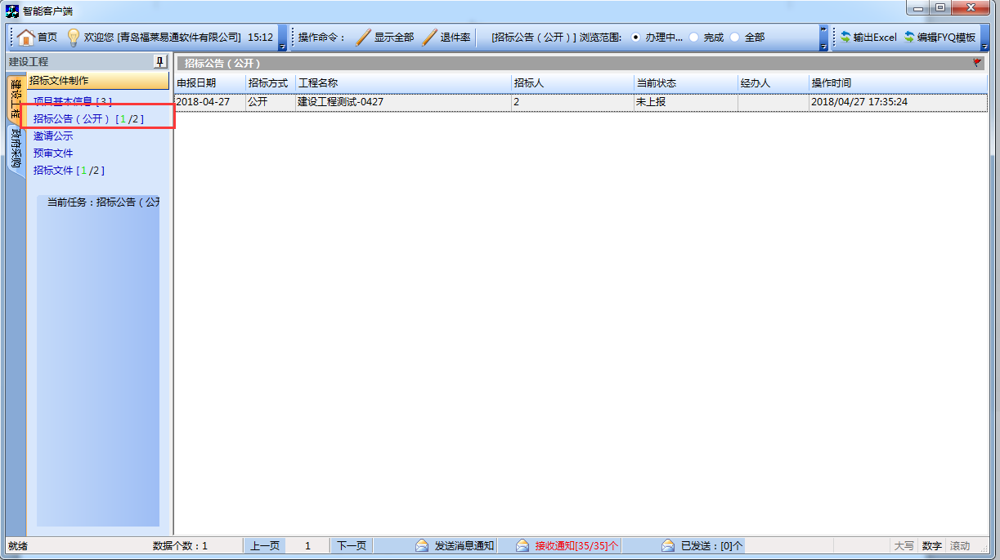 智能客户端
首页 欢迎您 [青岛福莱易通软件有限公司] 15:12 操作命令： 显示全部 退件率 [招标公告（公开）] 浏览范围: 办理中... 完成 全部 输出Excel 编辑FYQ模板
建设工程
招标公告（公开）
建设工程
政府采购
招标文件制作
项目基本信息 [ 3 ]
招标公告（公开） [ 1 /2 ]
邀请公示
预审文件
招标文件 [ 1 /2 ]
当前任务：招标公告（公开
申报日期 招标方式 工程名称 招标人 当前状态 经办人 操作时间
2018-04-27 公开 建设工程测试-0427 2 未上报 2018/04/27 17:35:24
就绪 数据个数：1 上一页 1 下一页 发送消息通知 接收通知[35/35]个 已发送：[0]个 大写 数字 滚动